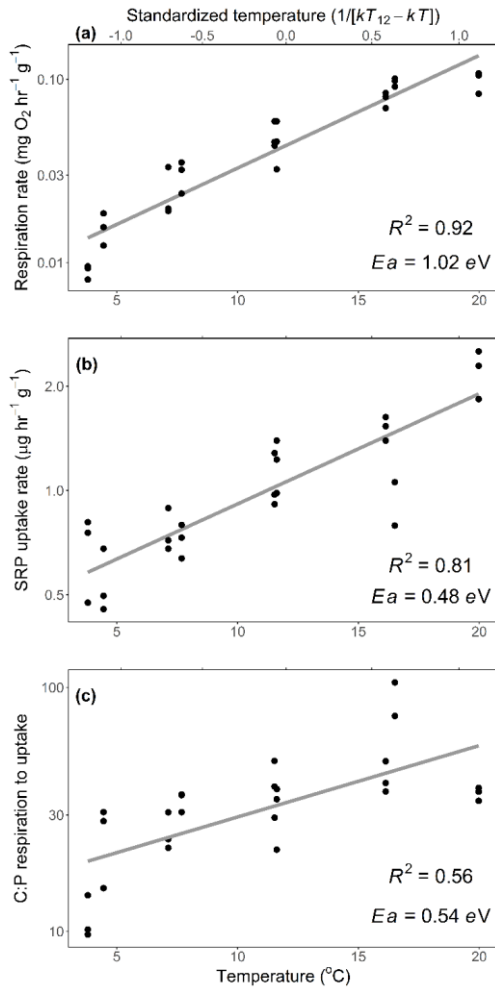 Standardized temperature (1/[kT₁₂ – kT])
-1.0 -0.5 0.0 0.5 1.0
(a)
Respiration rate (mg O₂ hr⁻¹ g⁻¹)
0.10
0.03
0.01
R² = 0.92
Ea = 1.02 eV
5 10 15 20
(b)
SRP uptake rate (μg hr⁻¹ g⁻¹)
2.0
1.0
0.5
R² = 0.81
Ea = 0.48 eV
5 10 15 20
(c)
C:P respiration to uptake
100
30
10
R² = 0.56
Ea = 0.54 eV
5 10 15 20
Temperature (°C)